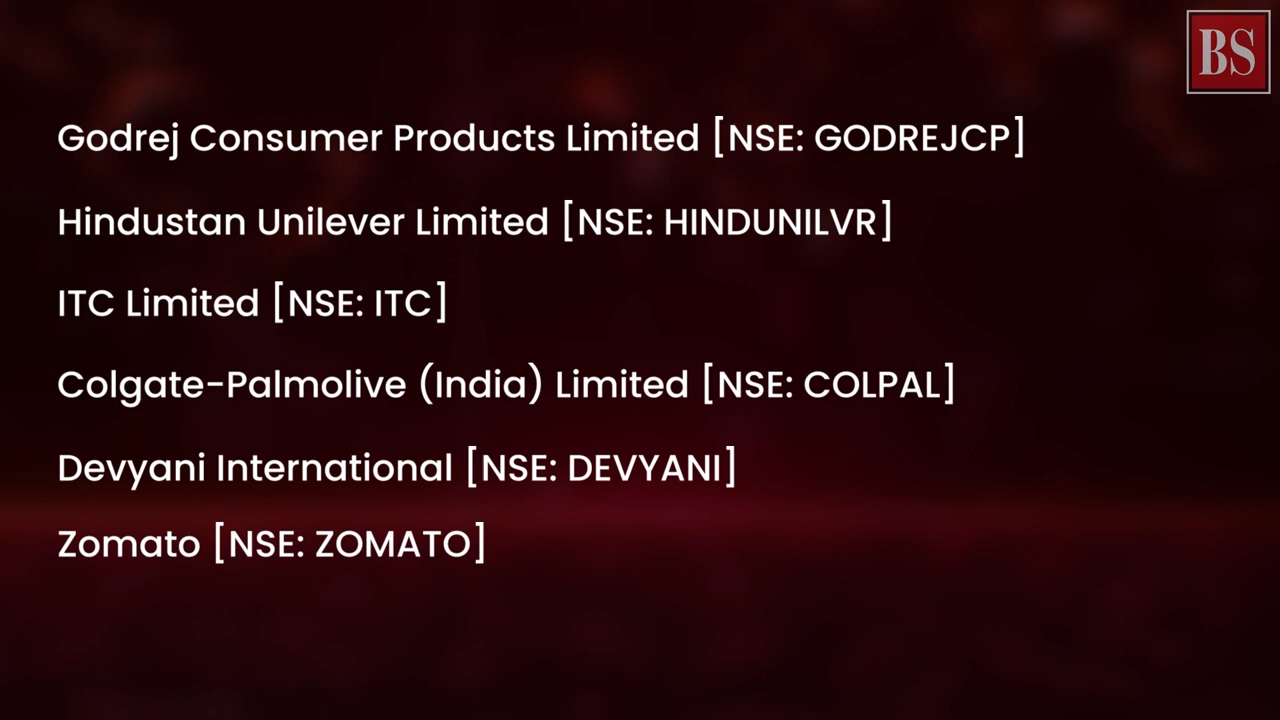 BS
Godrej Consumer Products Limited [NSE: GODREJCP]
Hindustan Unilever Limited [NSE: HINDUNILVR]
ITC Limited [NSE: ITC]
Colgate-Palmolive (India) Limited [NSE: COLPAL]
Devyani International [NSE: DEVYANI]
Zomato [NSE: ZOMATO]